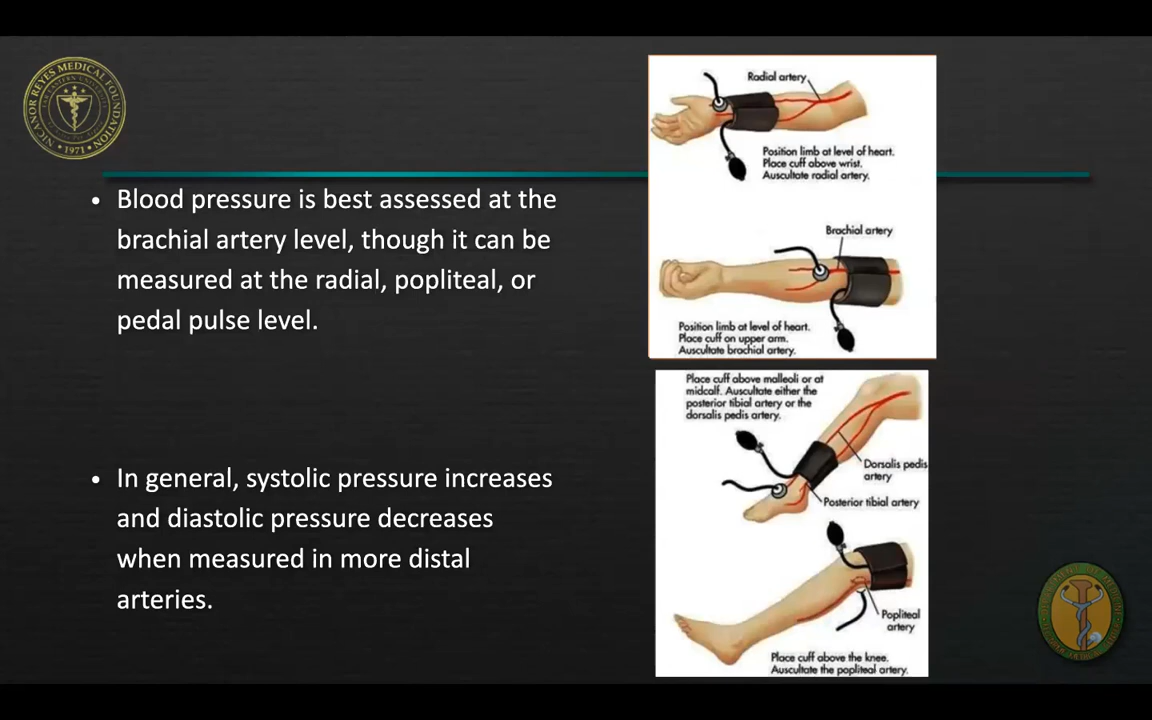 NICANOR REYES MEDICAL FOUNDATION
• 1971 •
• Blood pressure is best assessed at the
brachial artery level, though it can be
measured at the radial, popliteal, or
pedal pulse level.
• In general, systolic pressure increases
and diastolic pressure decreases
when measured in more distal
arteries.
Radial artery
Position limb at level of heart.
Place cuff above wrist.
Auscultate radial artery.
Brachial artery
Position limb at level of heart.
Place cuff on upper arm.
Auscultate brachial artery.
Place cuff above malleoli or at
midcalf. Auscultate either the
posterior tibial artery or the
dorsalis pedis artery.
Dorsalis pedis
artery
Posterior tibial artery
Popliteal
artery
Place cuff above the knee.
Auscultate the popliteal artery.